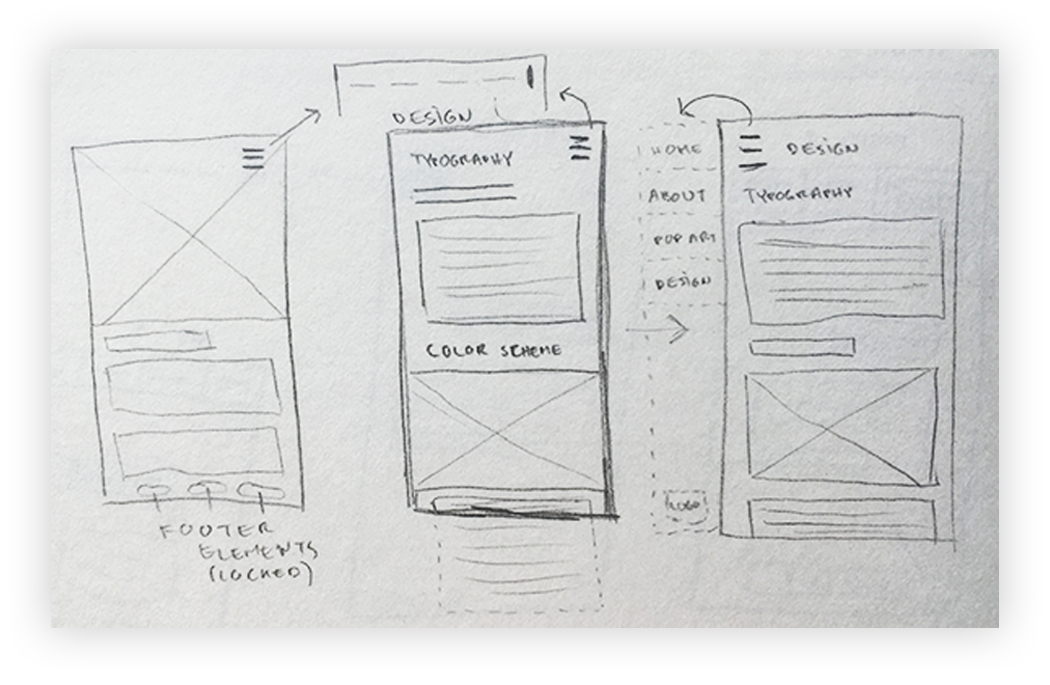 FOOTER
ELEMENTS
(LOCKED)
DESIGN
TYPOGRAPHY
COLOR SCHEME
HOME
ABOUT
POP ART
DESIGN
LOGO
DESIGN
TYPOGRAPHY